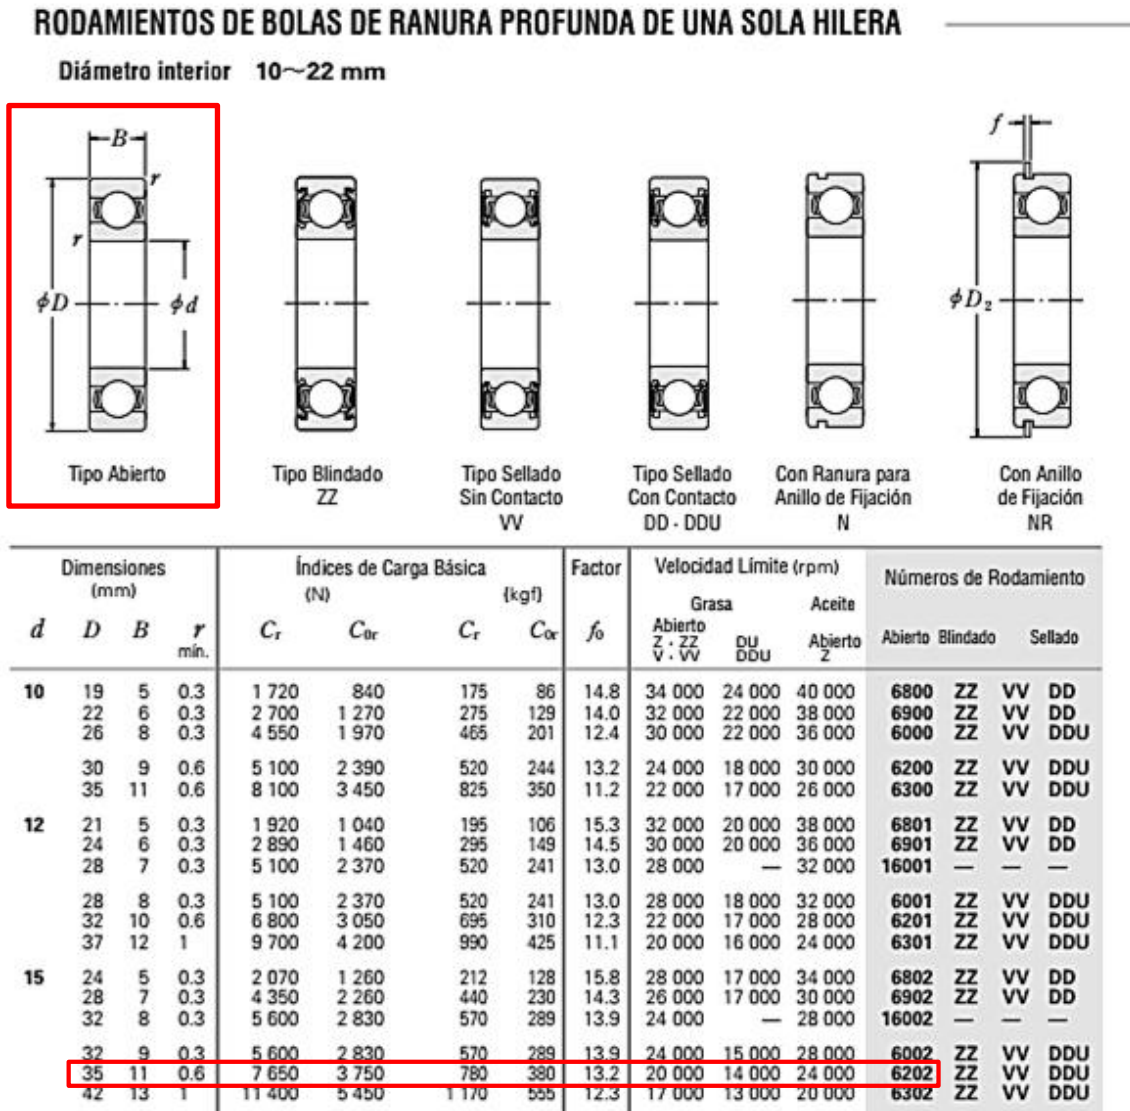 RODAMIENTOS DE BOLAS DE RANURA PROFUNDA DE UNA SOLA HILERA
Diámetro interior 10~22 mm
B
r
r
ϕD
ϕd
f
ϕD₂
Tipo Abierto
Tipo Blindado
ZZ
Tipo Sellado
Sin Contacto
VV
Tipo Sellado
Con Contacto
DD - DDU
Con Ranura para
Anillo de Fijación
N
Con Anillo
de Fijación
NR
Dimensiones
(mm)
Índices de Carga Básica
(N) {kgf}
Factor
Velocidad Límite (rpm)
Grasa Aceite
Números de Rodamiento
d D B r mín. Cr C0r Cr C0r f0 Abierto Z · ZZ V · VV DU DDU Abierto Z Abierto Blindado Sellado
10 19 5 0.3 1 720 840 175 86 14.8 34 000 24 000 40 000 6800 ZZ VV DD
22 6 0.3 2 700 1 270 275 129 14.0 32 000 22 000 38 000 6900 ZZ VV DD
26 8 0.3 4 550 1 970 465 201 12.4 30 000 22 000 36 000 6000 ZZ VV DDU
30 9 0.6 5 100 2 390 520 244 13.2 24 000 18 000 30 000 6200 ZZ VV DDU
35 11 0.6 8 100 3 450 825 350 11.2 22 000 17 000 26 000 6300 ZZ VV DDU
12 21 5 0.3 1 920 1 040 195 106 15.3 32 000 20 000 38 000 6801 ZZ VV DD
24 6 0.3 2 890 1 460 295 149 14.5 30 000 20 000 36 000 6901 ZZ VV DD
28 7 0.3 5 100 2 370 520 241 13.0 28 000 — 32 000 16001 — — —
28 8 0.3 5 100 2 370 520 241 13.0 28 000 18 000 32 000 6001 ZZ VV DDU
32 10 0.6 6 800 3 050 695 310 12.3 22 000 17 000 28 000 6201 ZZ VV DDU
37 12 1 9 700 4 200 990 425 11.1 20 000 16 000 24 000 6301 ZZ VV DDU
15 24 5 0.3 2 070 1 260 212 128 15.8 28 000 17 000 34 000 6802 ZZ VV DD
28 7 0.3 4 350 2 260 440 230 14.3 26 000 17 000 30 000 6902 ZZ VV DD
32 8 0.3 5 600 2 830 570 289 13.9 24 000 — 28 000 16002 — — —
32 9 0.3 5 600 2 830 570 289 13.9 24 000 15 000 28 000 6002 ZZ VV DDU
35 11 0.6 7 650 3 750 780 380 13.2 20 000 14 000 24 000 6202 ZZ VV DDU
42 13 1 11 400 5 450 1 170 555 12.3 17 000 13 000 20 000 6302 ZZ VV DDU